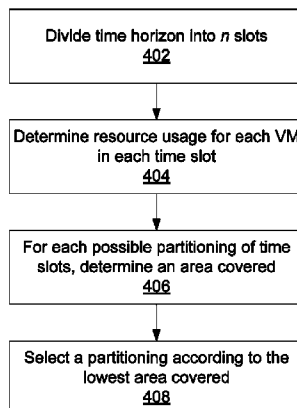 Divide time horizon into n slots
402
Determine resource usage for each VM
in each time slot
404
For each possible partitioning of time
slots, determine an area covered
406
Select a partitioning according to the
lowest area covered
408